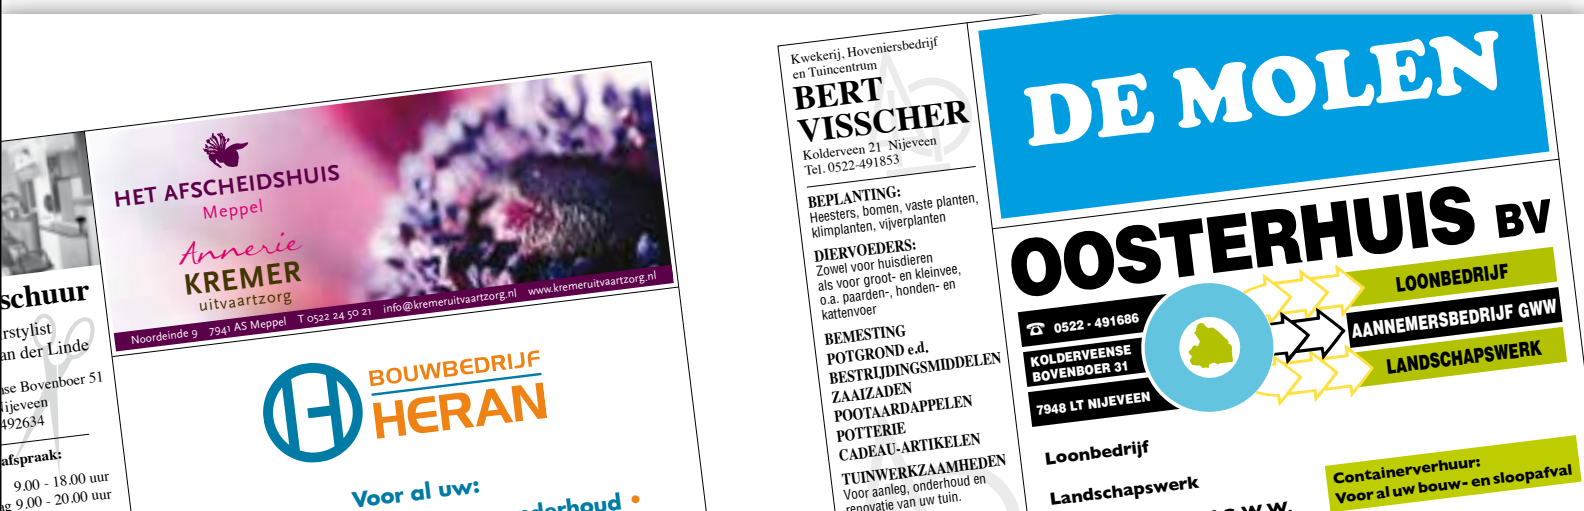 schuur
rstylist
an der Linde
nse Bovenboer 51
Nijeveen
492634
afspraak:
9.00 - 18.00 uur
9.00 - 20.00 uur
HET AFSCHEIDSHUIS
Meppel
Annerie
KREMER
uitvaartzorg
Noordeinde 9 7941 AS Meppel T 0522 24 50 21 info@kremeruitvaartzorg.nl www.kremeruitvaartzorg.nl
BOUWBEDRIJF
HERAN
Voor al uw:
derhoud •
Kwekerij, Hoveniersbedrijf
en Tuincentrum
BERT
VISSCHER
Kolderveen 21 Nijeveen
Tel. 0522-491853
BEPLANTING:
Heesters, bomen, vaste planten,
klimplanten, vijverplanten
DIERVOEDERS:
Zowel voor huisdieren
als voor groot- en kleinvee,
o.a. paarden-, honden- en
kattenvoer
BEMESTING
POTGROND e.d.
BESTRIJDINGSMIDDELEN
ZAAIZADEN
POOTAARDAPPELEN
POTTERIE
CADEAU-ARTIKELEN
TUINWERKZAAMHEDEN
Voor aanleg, onderhoud en
renovatie van uw tuin.
DE MOLEN
OOSTERHUIS BV
☎ 0522 - 491686
KOLDERVEENSE
BOVENBOER 31
7948 LT NIJEVEEN
LOONBEDRIJF
AANNEMERSBEDRIJF GWW
LANDSCHAPSWERK
Loonbedrijf
Landschapswerk
G.W.W.
Containerverhuur:
Voor al uw bouw- en sloopafval